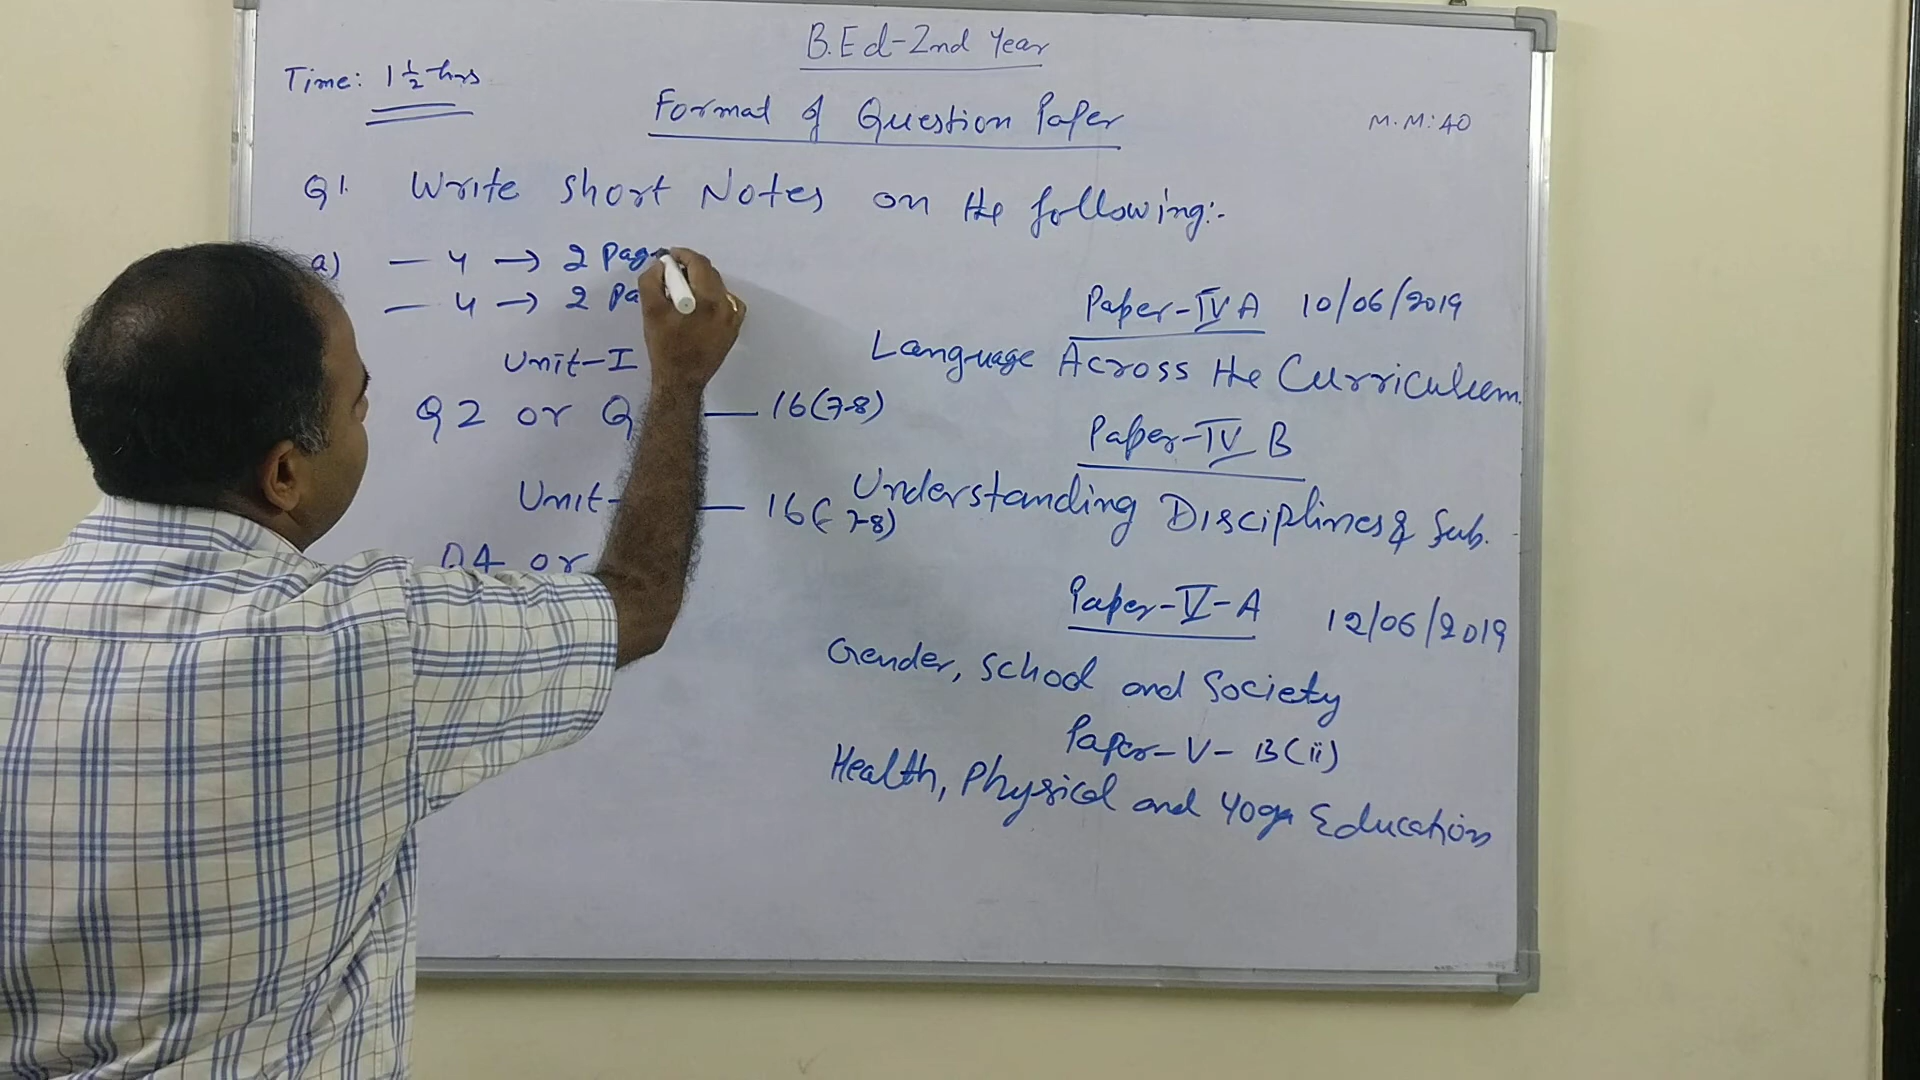 B.Ed-2nd Year
Time: 1 1/2 hrs
Format of Question Paper
M.M:40
Q1. Write short Notes on the following:-
a) — 4 → 2 Pag
— 4 → 2 Pa
Unit-I
Q2 or Q — 16(7-8)
Unit- — 16(7-8)
Q4 or
Paper-IV A 10/06/2019
Language Across the Curriculum
Paper-IV B
Understanding Disciplines & Sub.
Paper-V-A 12/06/2019
Gender, School and Society
Paper-V-B(ii)
Health, Physical and Yoga Education